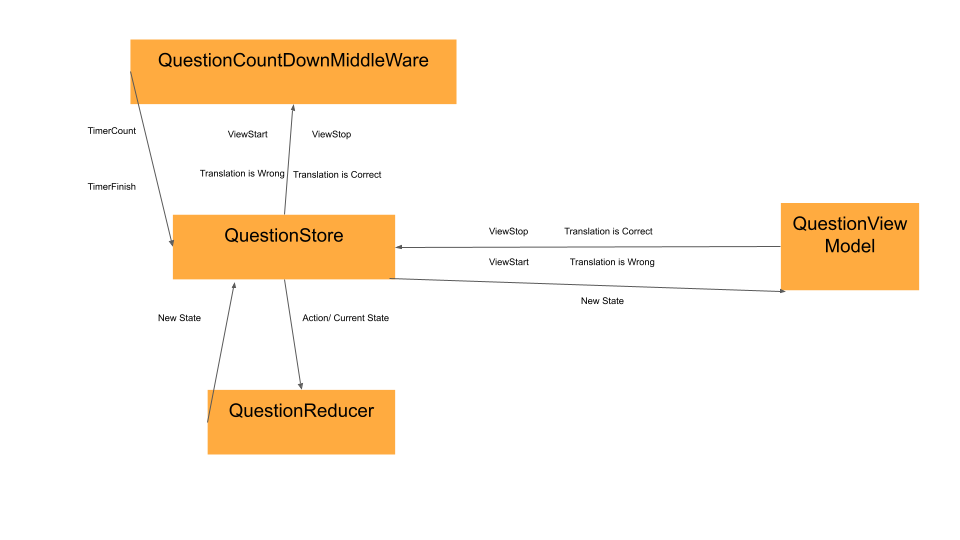 QuestionCountDownMiddleWare
TimerCount
ViewStart
ViewStop
Translation is Wrong
Translation is Correct
TimerFinish
QuestionStore
ViewStop
Translation is Correct
ViewStart
Translation is Wrong
QuestionView
Model
New State
New State
Action/ Current State
QuestionReducer